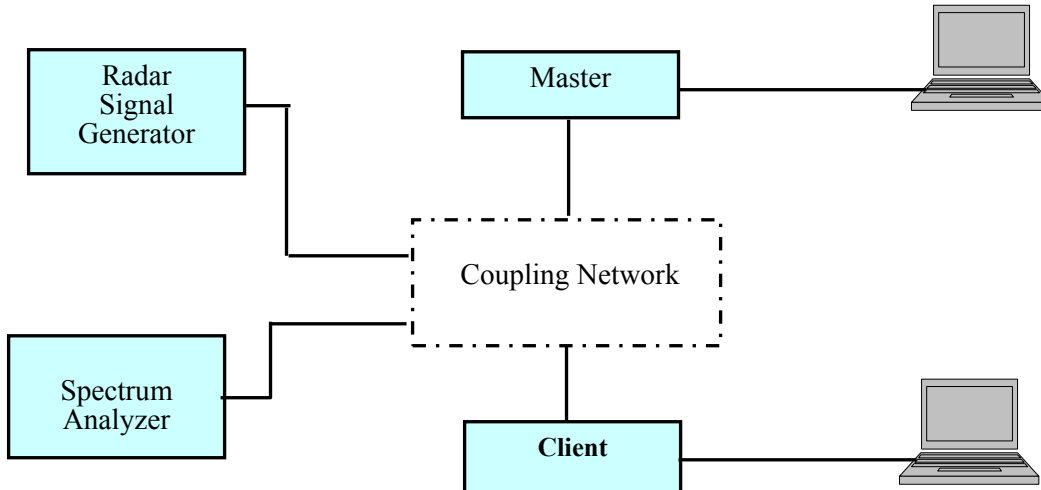 Radar
Signal
Generator
Master
Coupling Network
Spectrum
Analyzer
Client